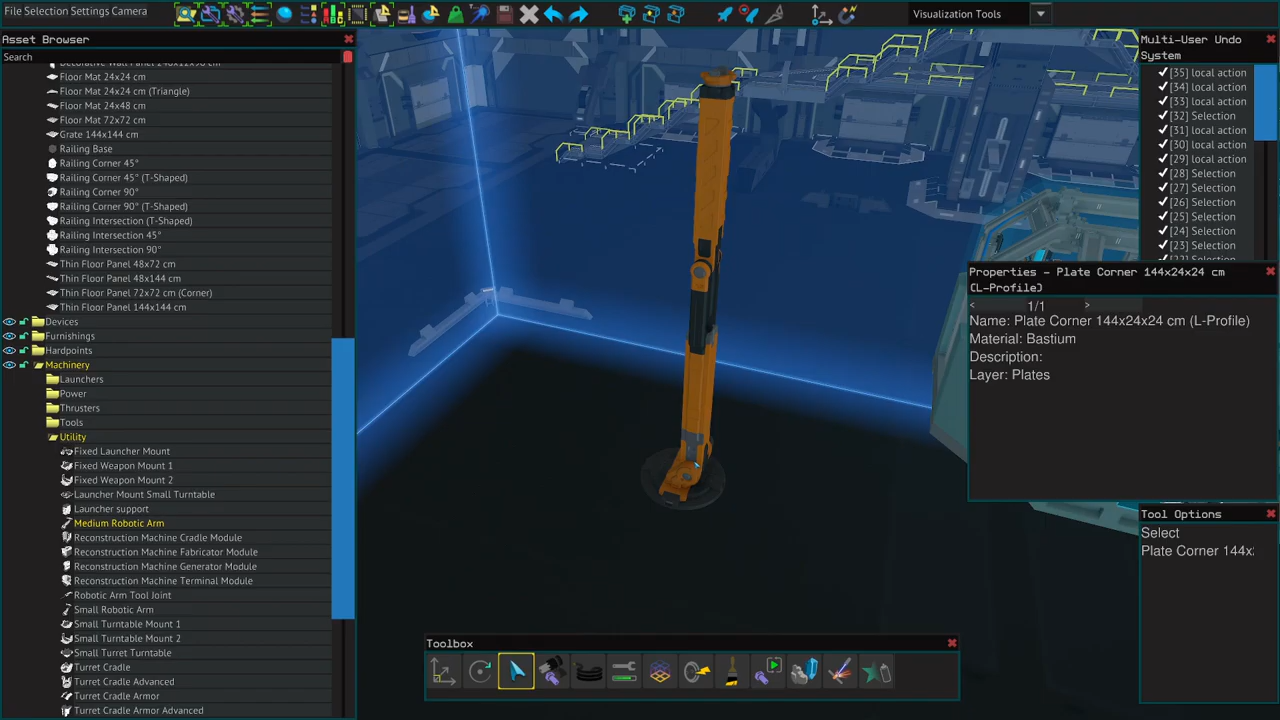 File Selection Settings Camera
Visualization Tools
Asset Browser
Search
Floor Mat 24x24 cm
Floor Mat 24x24 cm (Triangle)
Floor Mat 24x48 cm
Floor Mat 72x72 cm
Grate 144x144 cm
Railing Base
Railing Corner 45°
Railing Corner 45° (T-Shaped)
Railing Corner 90°
Railing Corner 90° (T-Shaped)
Railing Intersection (T-Shaped)
Railing Intersection 45°
Railing Intersection 90°
Thin Floor Panel 48x72 cm
Thin Floor Panel 48x144 cm
Thin Floor Panel 72x72 cm (Corner)
Thin Floor Panel 144x144 cm
Devices
Furnishings
Hardpoints
Machinery
Launchers
Power
Thrusters
Tools
Utility
Fixed Launcher Mount
Fixed Weapon Mount 1
Fixed Weapon Mount 2
Launcher Mount Small Turntable
Launcher support
Medium Robotic Arm
Reconstruction Machine Cradle Module
Reconstruction Machine Fabricator Module
Reconstruction Machine Generator Module
Reconstruction Machine Terminal Module
Robotic Arm Tool Joint
Small Robotic Arm
Small Turntable Mount 1
Small Turntable Mount 2
Small Turret Turntable
Turret Cradle
Turret Cradle Advanced
Turret Cradle Armor
Turret Cradle Armor Advanced
Multi-User Undo
System
[35] local action
[34] local action
[33] local action
[32] Selection
[31] local action
[30] local action
[29] local action
[28] Selection
[27] Selection
[26] Selection
[25] Selection
[24] Selection
[23] Selection
Properties - Plate Corner 144x24x24 cm
(L-Profile)
< 1/1 >
Name: Plate Corner 144x24x24 cm (L-Profile)
Material: Bastium
Description:
Layer: Plates
Tool Options
Select
Plate Corner 144x
Toolbox